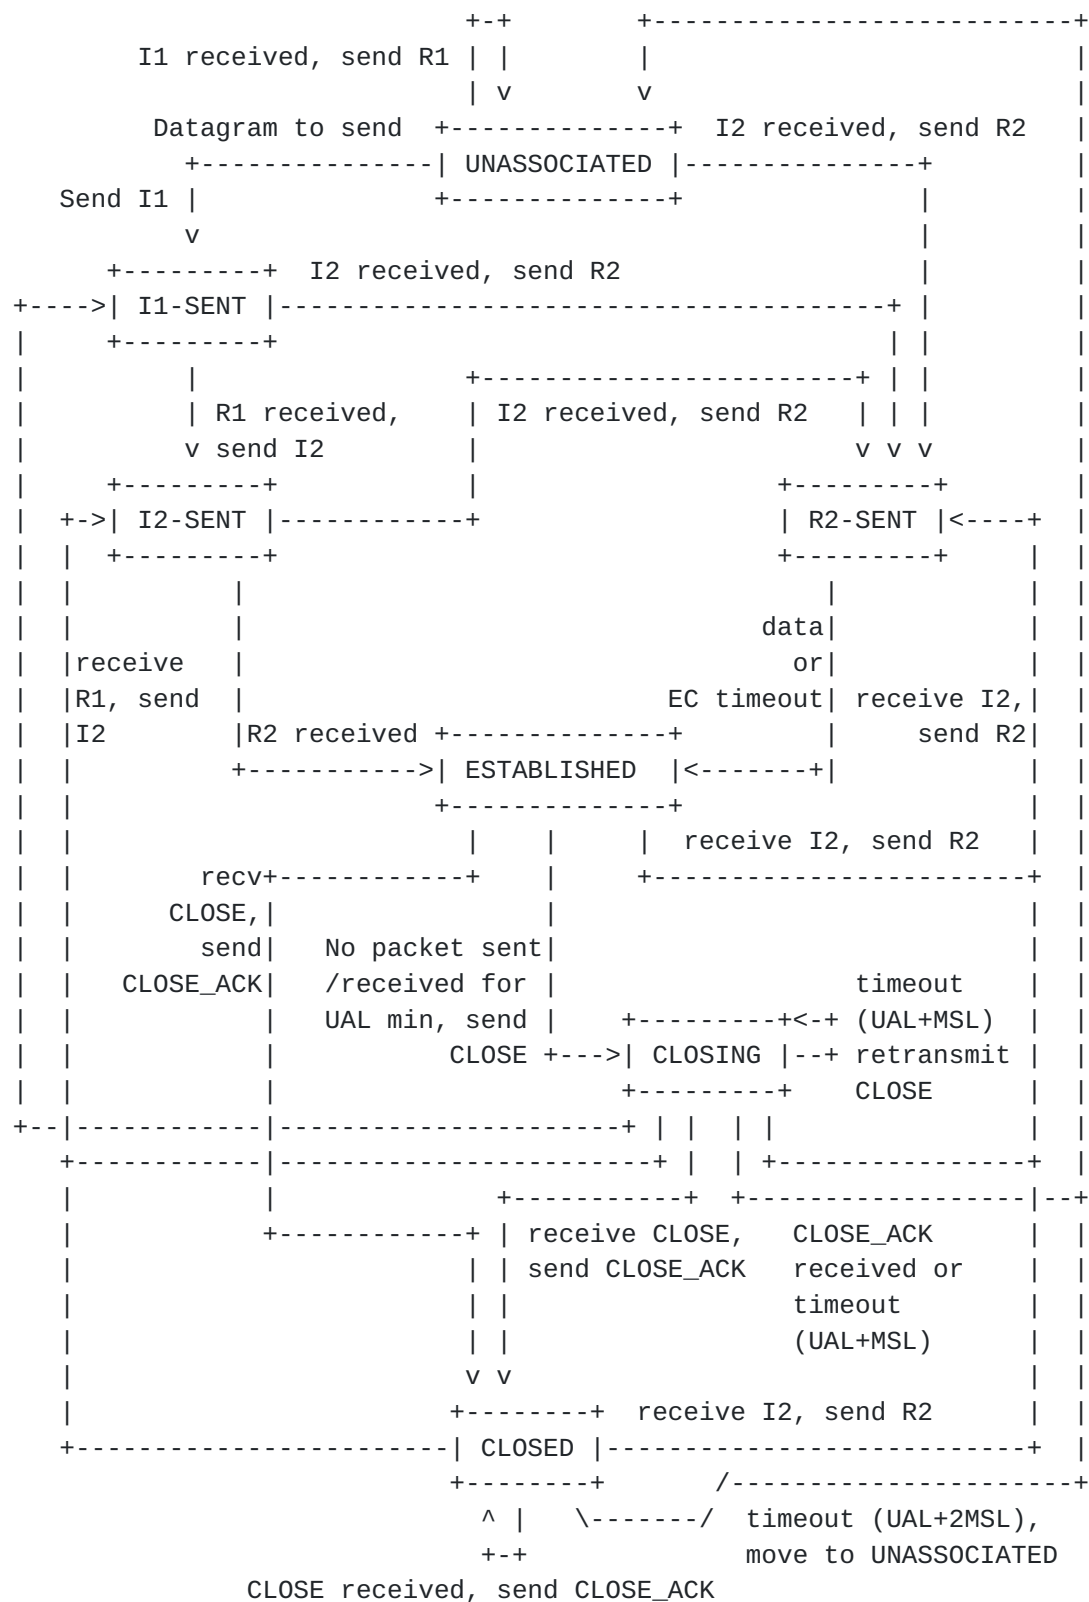 +-+        +---------------------------+
        I1 received, send R1 | |        |                           |
                             | v        v                           |
         Datagram to send  +--------------+  I2 received, send R2   |
           +---------------| UNASSOCIATED |---------------+         |
   Send I1 |               +--------------+               |         |
           v                                              |         |
      +---------+  I2 received, send R2                   |         |
+---->| I1-SENT |---------------------------------------+ |         |
|     +---------+                                       | |         |
|          |                 +------------------------+ | |         |
|          | R1 received,    | I2 received, send R2   | | |         |
|          v send I2         |                        v v v         |
|     +---------+            |                   +---------+        |
|  +->| I2-SENT |------------+                   | R2-SENT |<----+  |
|  |  +---------+                                +---------+     |  |
|  |          |                                     |            |  |
|  |          |                                 data|            |  |
|  |receive   |                                   or|            |  |
|  |R1, send  |                           EC timeout| receive I2,|  |
|  |I2        |R2 received +--------------+         |     send R2|  |
|  |          +----------->| ESTABLISHED  |<-------+|            |  |
|  |                       +--------------+                      |  |
|  |                         |    |     |  receive I2, send R2   |  |
|  |        recv+------------+    |     +------------------------+  |
|  |      CLOSE,|                 |                              |  |
|  |        send|   No packet sent|                              |  |
|  |   CLOSE_ACK|   /received for |                   timeout    |  |
|  |            |   UAL min, send |    +---------+<-+ (UAL+MSL)  |  |
|  |            |           CLOSE +--->| CLOSING |--+ retransmit |  |
|  |            |                      +---------+    CLOSE      |  |
+--|------------|----------------------+ | |  | |                |  |
   +------------|------------------------+ |  | +----------------+  |
   |            |              +-----------+  +------------------|--+
   |            +------------+ | receive CLOSE,   CLOSE_ACK      |  |
   |                         | | send CLOSE_ACK   received or    |  |
   |                         | |                  timeout        |  |
   |                         | |                  (UAL+MSL)      |  |
   |                         v v                                 |  |
   |                        +--------+  receive I2, send R2      |  |
   +------------------------| CLOSED |---------------------------+  |
                            +--------+       /----------------------+
                              ^ |   \-------/  timeout (UAL+2MSL),
                              +-+              move to UNASSOCIATED
               CLOSE received, send CLOSE_ACK